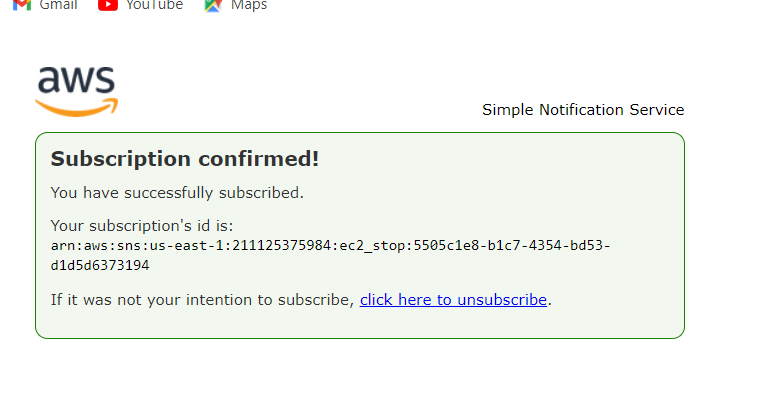 Gmail YouTube Maps
aws
Simple Notification Service
Subscription confirmed!
You have successfully subscribed.
Your subscription's id is:
arn:aws:sns:us-east-1:211125375984:ec2_stop:5505c1e8-b1c7-4354-bd53-
d1d5d6373194
If it was not your intention to subscribe, click here to unsubscribe.